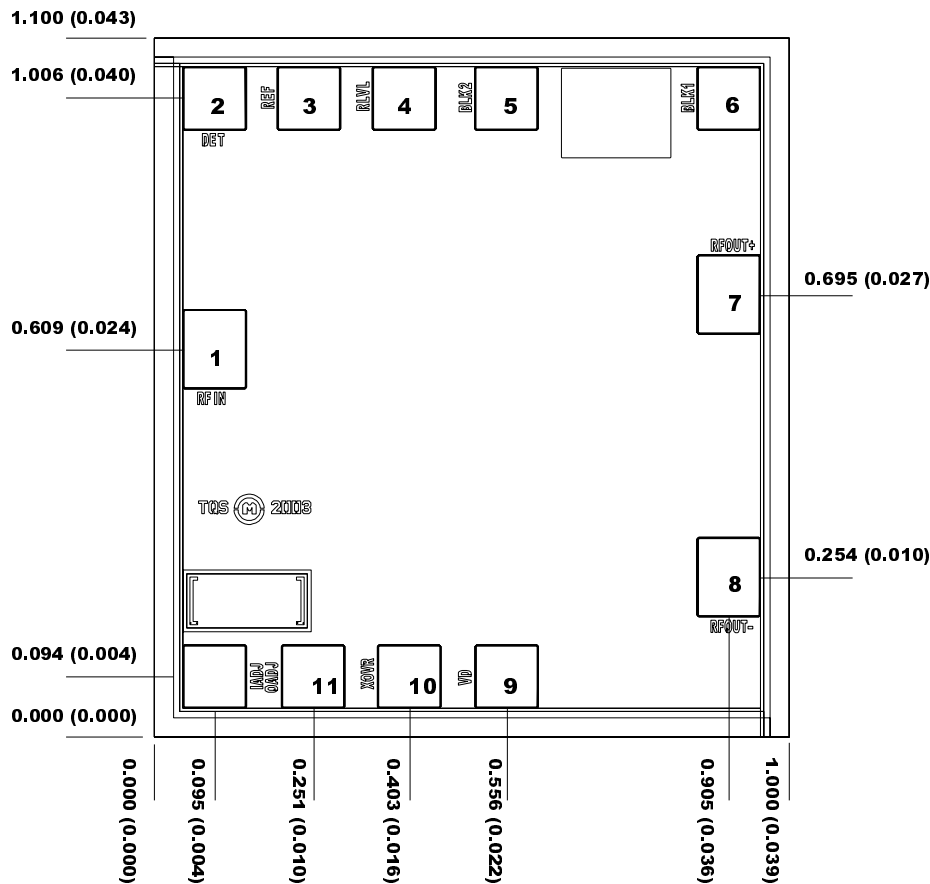 1.100 (0.043)
1.006 (0.040)
2
REF
3
RLVL
4
BLK2
5
BLK1
6
DET
RFOUT+
7
0.695 (0.027)
0.609 (0.024)
1
RF IN
TQS M 2003
8
0.254 (0.010)
RFOUT-
0.094 (0.004)
IADJ
QADJ
11
XOVR
10
VD
9
0.000 (0.000)
0.000 (0.000)
0.095 (0.004)
0.251 (0.010)
0.403 (0.016)
0.556 (0.022)
0.905 (0.036)
1.000 (0.039)